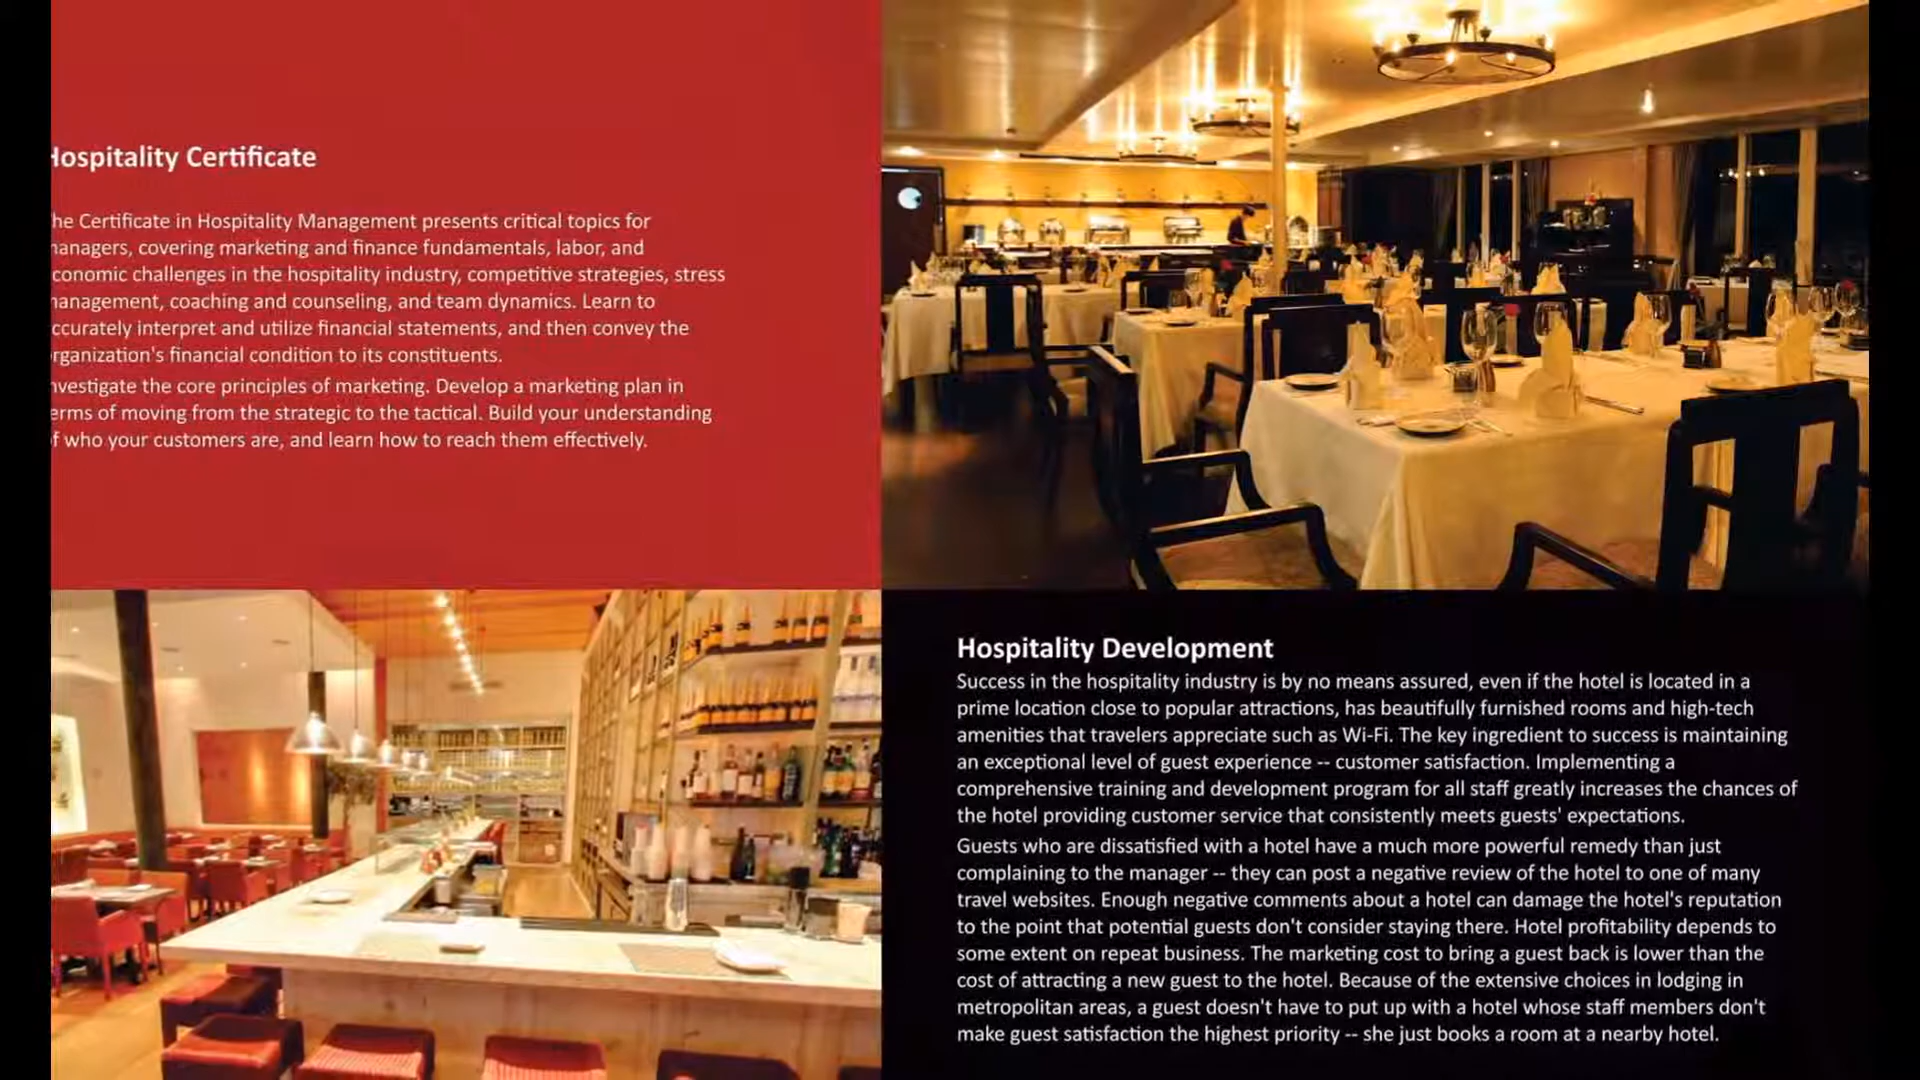 Hospitality Certificate
Certificate in Hospitality Management presents critical topics for
covering marketing and finance fundamentals, labor, and
challenges in the hospitality industry, competitive strategies, stress
coaching and counseling, and team dynamics. Learn to
interpret and utilize financial statements, and then convey the
financial condition to its constituents.
the core principles of marketing. Develop a marketing plan in
of moving from the strategic to the tactical. Build your understanding
who your customers are, and learn how to reach them effectively.
Hospitality Development
Success in the hospitality industry is by no means assured, even if the hotel is located in a
prime location close to popular attractions, has beautifully furnished rooms and high-tech
amenities that travelers appreciate such as Wi-Fi. The key ingredient to success is maintaining
an exceptional level of guest experience -- customer satisfaction. Implementing a
comprehensive training and development program for all staff greatly increases the chances of
the hotel providing customer service that consistently meets guests' expectations.
Guests who are dissatisfied with a hotel have a much more powerful remedy than just
complaining to the manager -- they can post a negative review of the hotel to one of many
travel websites. Enough negative comments about a hotel can damage the hotel's reputation
to the point that potential guests don't consider staying there. Hotel profitability depends to
some extent on repeat business. The marketing cost to bring a guest back is lower than the
cost of attracting a new guest to the hotel. Because of the extensive choices in lodging in
metropolitan areas, a guest doesn't have to put up with a hotel whose staff members don't
make guest satisfaction the highest priority -- she just books a room at a nearby hotel.